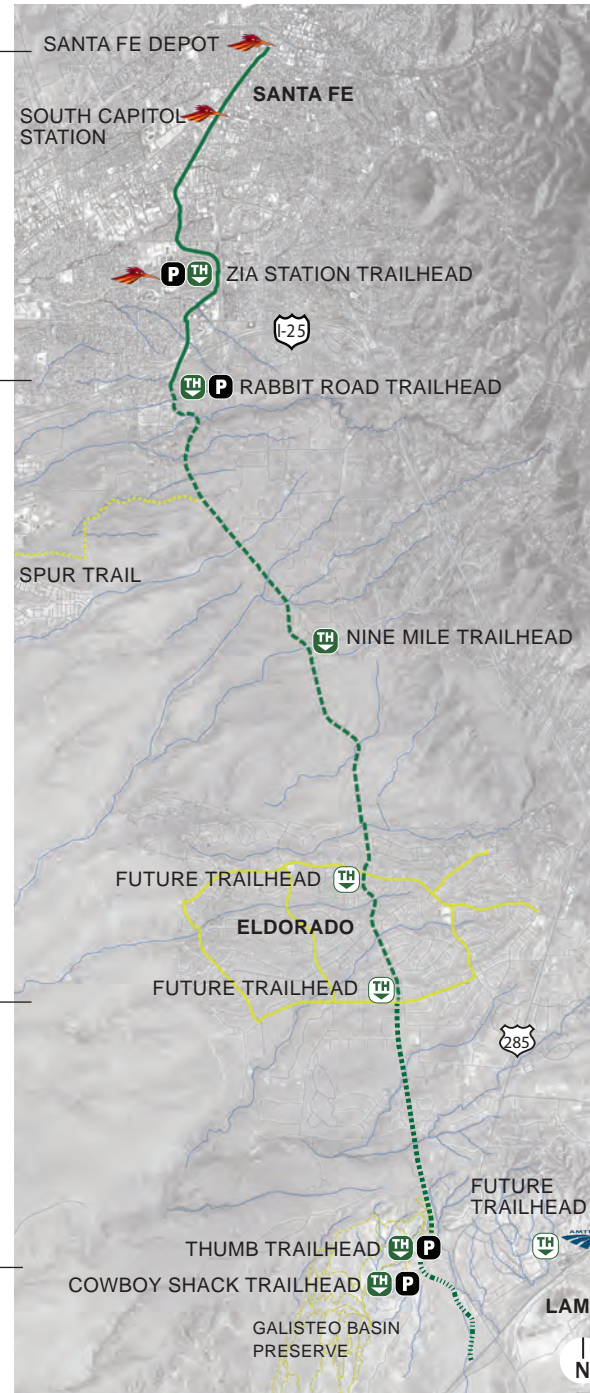 SANTA FE DEPOT
SANTA FE
SOUTH CAPITOL
STATION
P
TH
ZIA STATION TRAILHEAD
I-25
TH
P
RABBIT ROAD TRAILHEAD
SPUR TRAIL
TH
NINE MILE TRAILHEAD
FUTURE TRAILHEAD
TH
ELDORADO
FUTURE TRAILHEAD
TH
285
FUTURE
TRAILHEAD
TH
AMT
THUMB TRAILHEAD
TH
P
COWBOY SHACK TRAILHEAD
TH
P
LAM
GALISTEO BASIN
PRESERVE
N